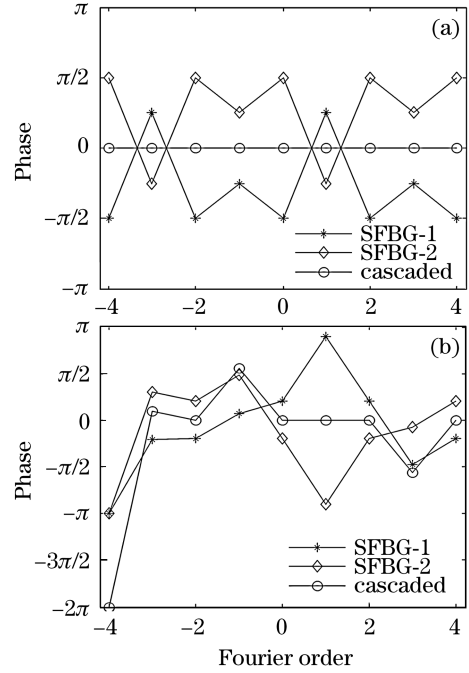 π
(a)
π/2
Phase
0
−π/2
SFBG-1
SFBG-2
cascaded
−π
−4 −2 0 2 4
π
(b)
π/2
0
Phase
−π/2
−π
SFBG-1
−3π/2
SFBG-2
cascaded
−2π
−4 −2 0 2 4
Fourier order